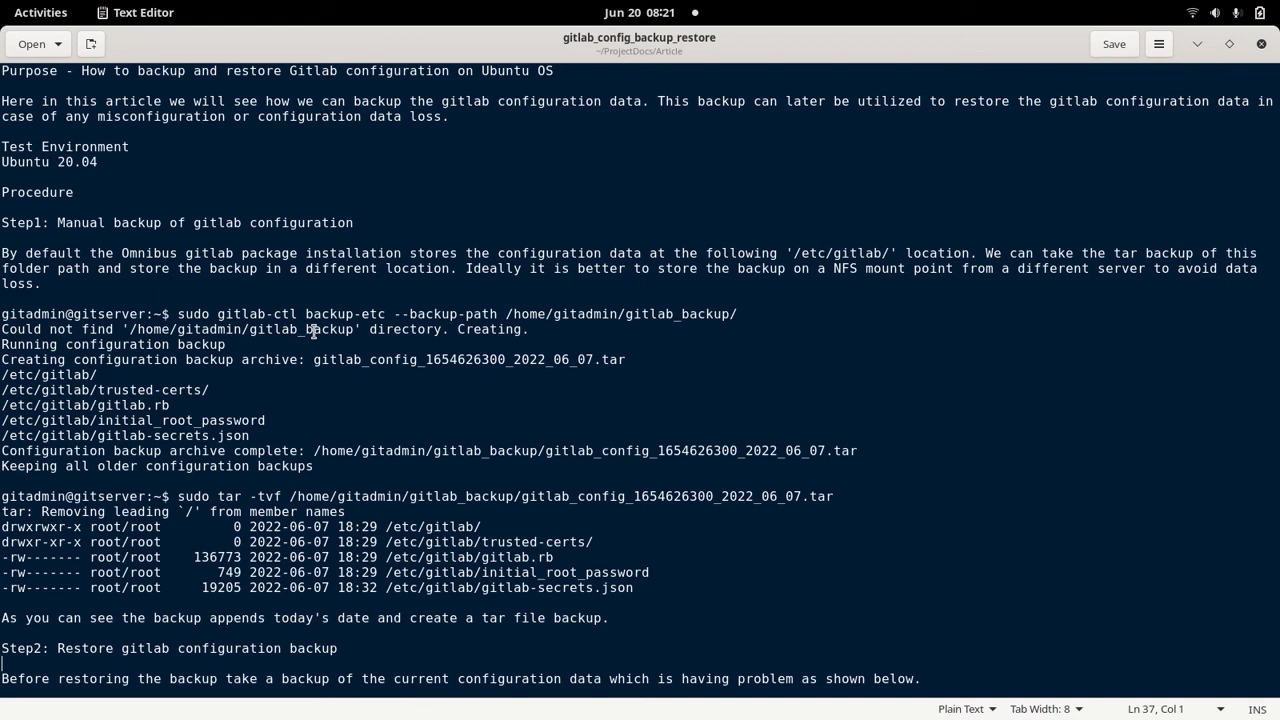 Activities Text Editor Jun 20 08:21
Open gitlab_config_backup_restore Save
~/ProjectDocs/Article
Purpose - How to backup and restore Gitlab configuration on Ubuntu OS
Here in this article we will see how we can backup the gitlab configuration data. This backup can later be utilized to restore the gitlab configuration data in
case of any misconfiguration or configuration data loss.
Test Environment
Ubuntu 20.04
Procedure
Step1: Manual backup of gitlab configuration
By default the Omnibus gitlab package installation stores the configuration data at the following '/etc/gitlab/' location. We can take the tar backup of this
folder path and store the backup in a different location. Ideally it is better to store the backup on a NFS mount point from a different server to avoid data
loss.
gitadmin@gitserver:~$ sudo gitlab-ctl backup-etc --backup-path /home/gitadmin/gitlab_backup/
Could not find '/home/gitadmin/gitlab_backup' directory. Creating.
Running configuration backup
Creating configuration backup archive: gitlab_config_1654626300_2022_06_07.tar
/etc/gitlab/
/etc/gitlab/trusted-certs/
/etc/gitlab/gitlab.rb
/etc/gitlab/initial_root_password
/etc/gitlab/gitlab-secrets.json
Configuration backup archive complete: /home/gitadmin/gitlab_backup/gitlab_config_1654626300_2022_06_07.tar
Keeping all older configuration backups
gitadmin@gitserver:~$ sudo tar -tvf /home/gitadmin/gitlab_backup/gitlab_config_1654626300_2022_06_07.tar
tar: Removing leading `/' from member names
drwxrwxr-x root/root         0 2022-06-07 18:29 /etc/gitlab/
drwxr-xr-x root/root         0 2022-06-07 18:29 /etc/gitlab/trusted-certs/
-rw------- root/root    136773 2022-06-07 18:29 /etc/gitlab/gitlab.rb
-rw------- root/root       749 2022-06-07 18:29 /etc/gitlab/initial_root_password
-rw------- root/root     19205 2022-06-07 18:32 /etc/gitlab/gitlab-secrets.json
As you can see the backup appends today's date and create a tar file backup.
Step2: Restore gitlab configuration backup
Before restoring the backup take a backup of the current configuration data which is having problem as shown below.
Plain Text Tab Width: 8 Ln 37, Col 1 INS